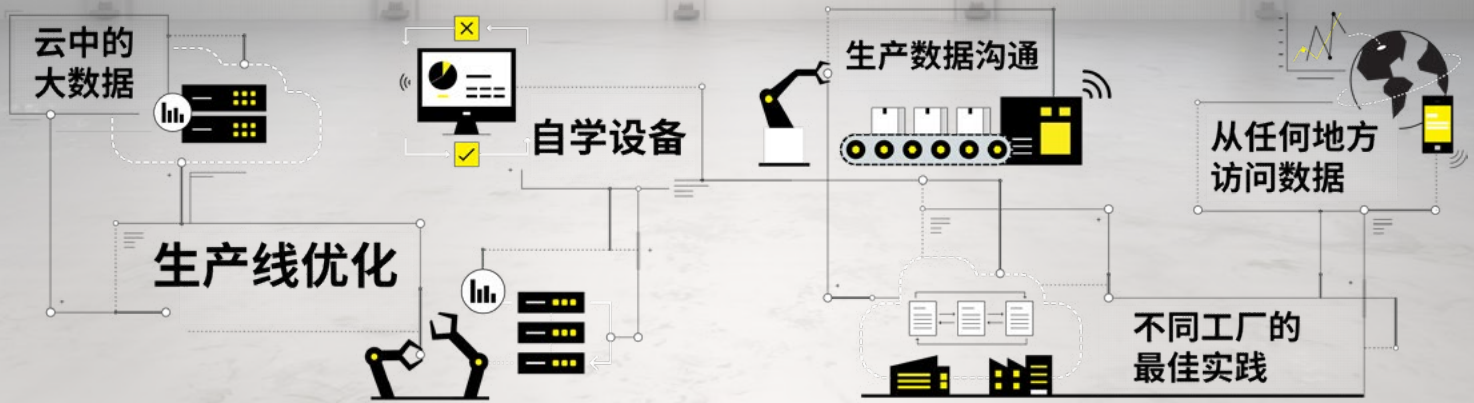 云中的
大数据
自学设备
生产数据沟通
从任何地方
访问数据
生产线优化
不同工厂的
最佳实践